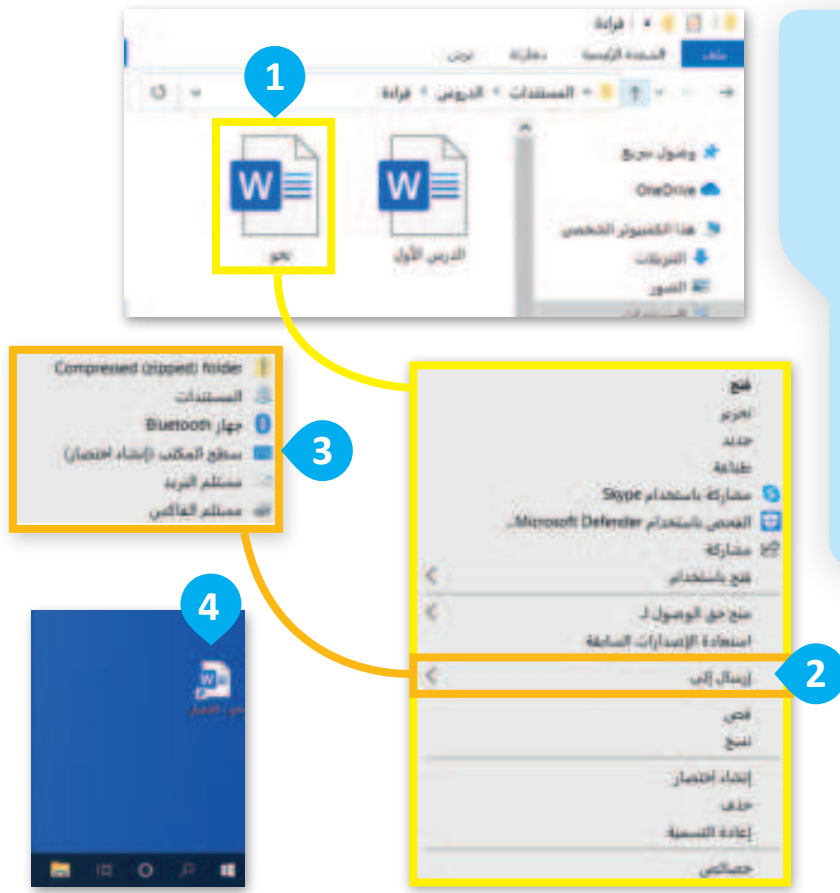 قراءة
ملف
الصفحة الرئيسية
مشاركة
عرض
المستندات
الدروس
قراءة
1
وصول سريع
OneDrive
هذا الكمبيوتر الشخصي
التنزيلات
الصور
المستندات
W
W
الدرس الأول
نحو
فتح
تحرير
جديد
طباعة
مشاركة باستخدام Skype
الفحص باستخدام Microsoft Defender...
مشاركة
فتح باستخدام
منح حق الوصول لـ
استعادة الإصدارات السابقة
إرسال إلى
2
قص
نسخ
إنشاء اختصار
حذف
إعادة التسمية
خصائص
Compressed (zipped) folder
المستندات
جهاز Bluetooth
سطح المكتب (إنشاء اختصار)
3
مستلم البريد
مستلم الفاكس
4
W